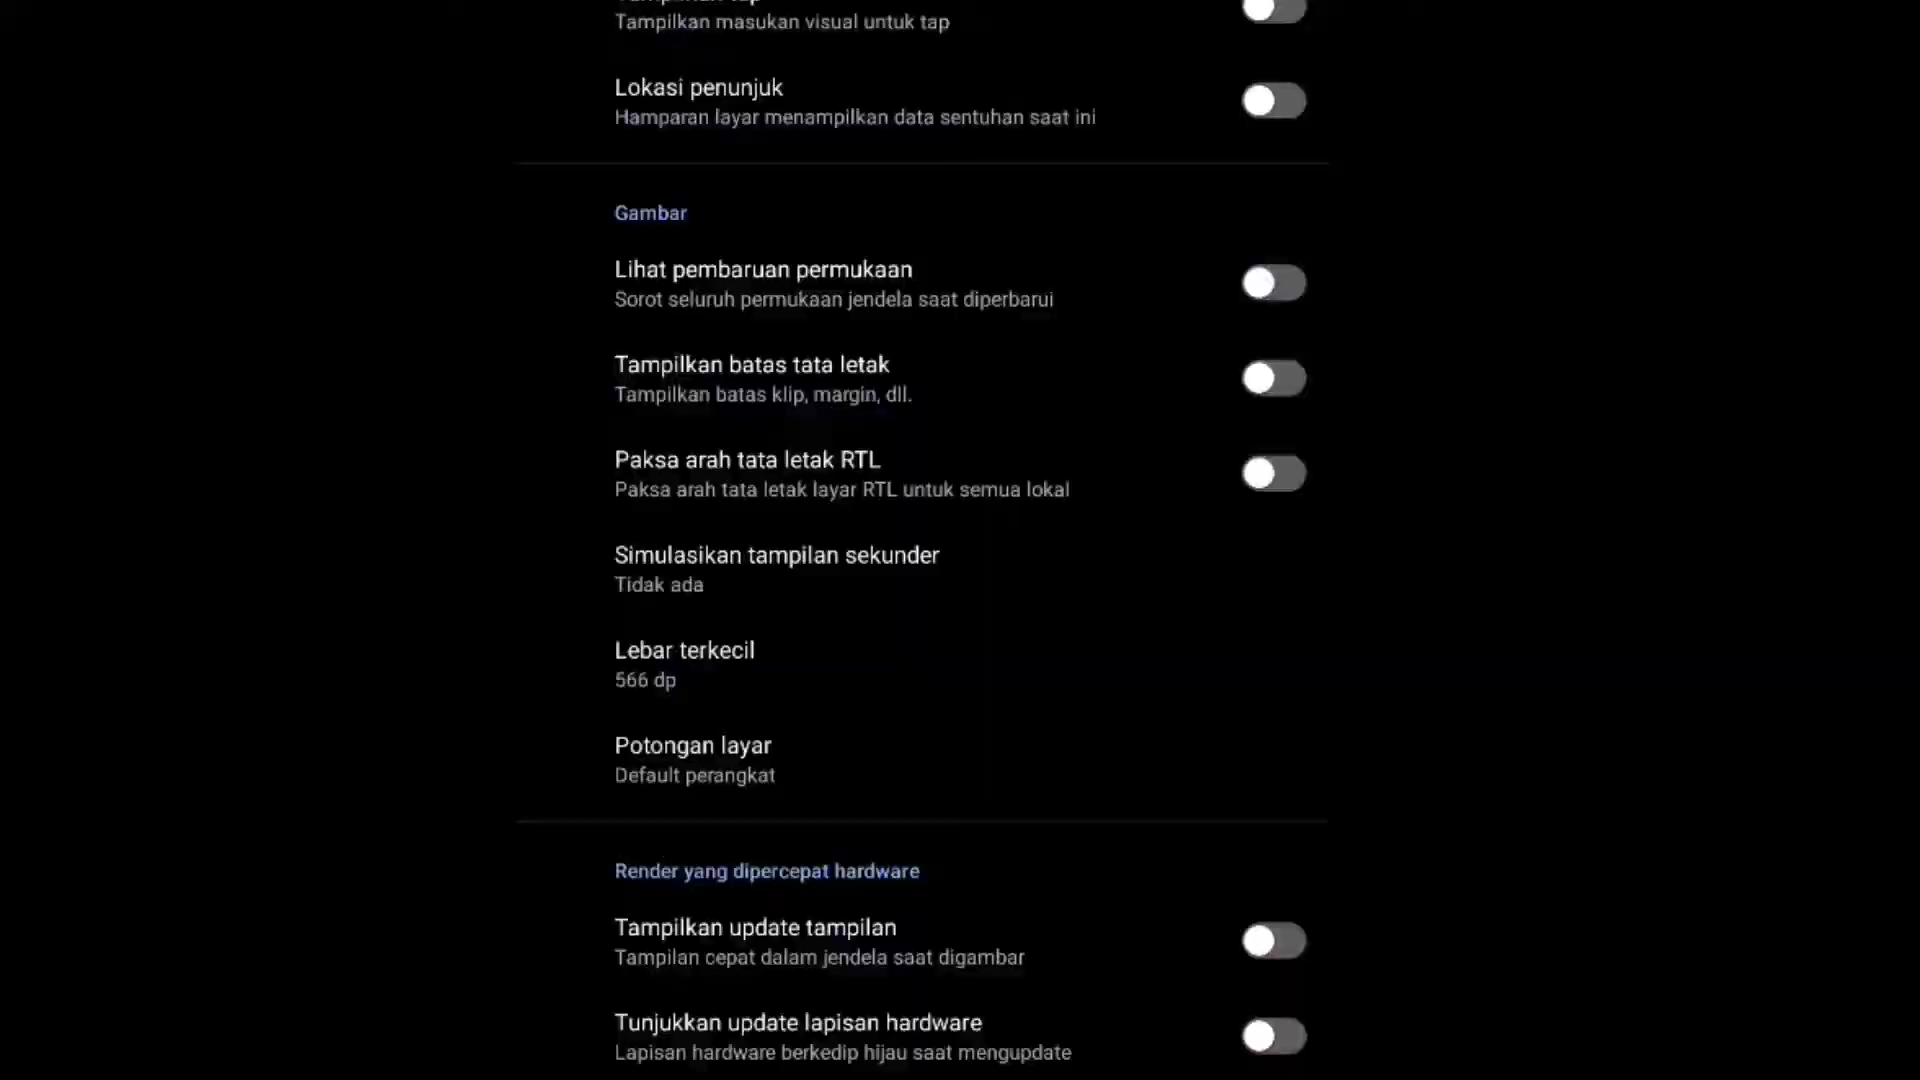 Tampilkan masukan visual untuk tap
Lokasi penunjuk
Hamparan layar menampilkan data sentuhan saat ini
Gambar
Lihat pembaruan permukaan
Sorot seluruh permukaan jendela saat diperbarui
Tampilkan batas tata letak
Tampilkan batas klip, margin, dll.
Paksa arah tata letak RTL
Paksa arah tata letak layar RTL untuk semua lokal
Simulasikan tampilan sekunder
Tidak ada
Lebar terkecil
566 dp
Potongan layar
Default perangkat
Render yang dipercepat hardware
Tampilkan update tampilan
Tampilan cepat dalam jendela saat digambar
Tunjukkan update lapisan hardware
Lapisan hardware berkedip hijau saat mengupdate